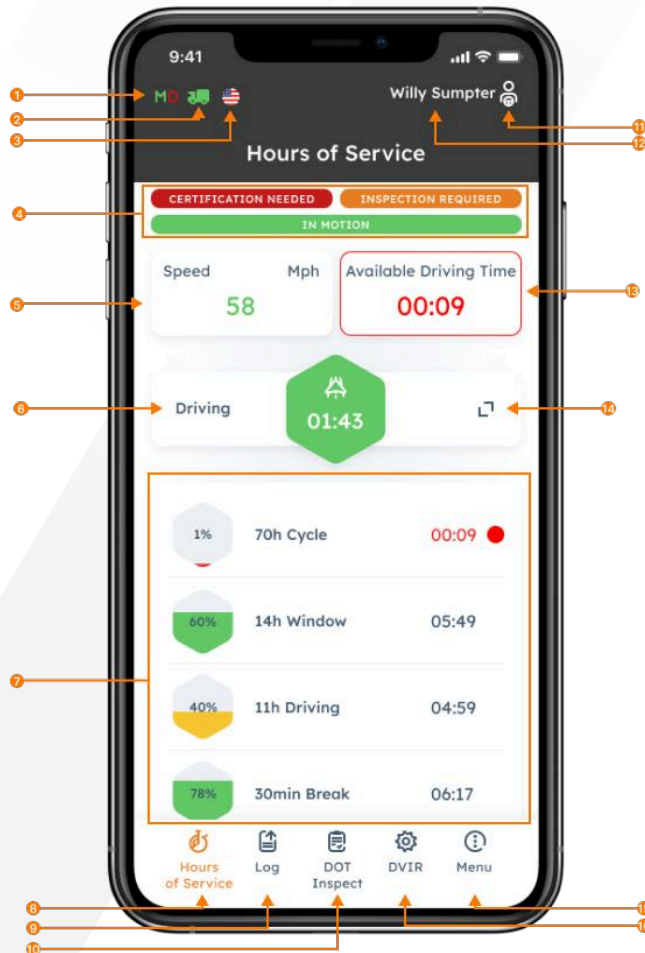 9:41
1
MD
2
3
Willy Sumpter
11
12
Hours of Service
4
CERTIFICATION NEEDED INSPECTION REQUIRED
IN MOTION
Speed Mph
58
Available Driving Time
00:09
5
13
6
Driving
01:43
14
7
1% 70h Cycle 00:09
60% 14h Window 05:49
40% 11h Driving 04:59
78% 30min Break 06:17
Hours
of Service
Log
DOT
Inspect
DVIR
Menu
8
9
10